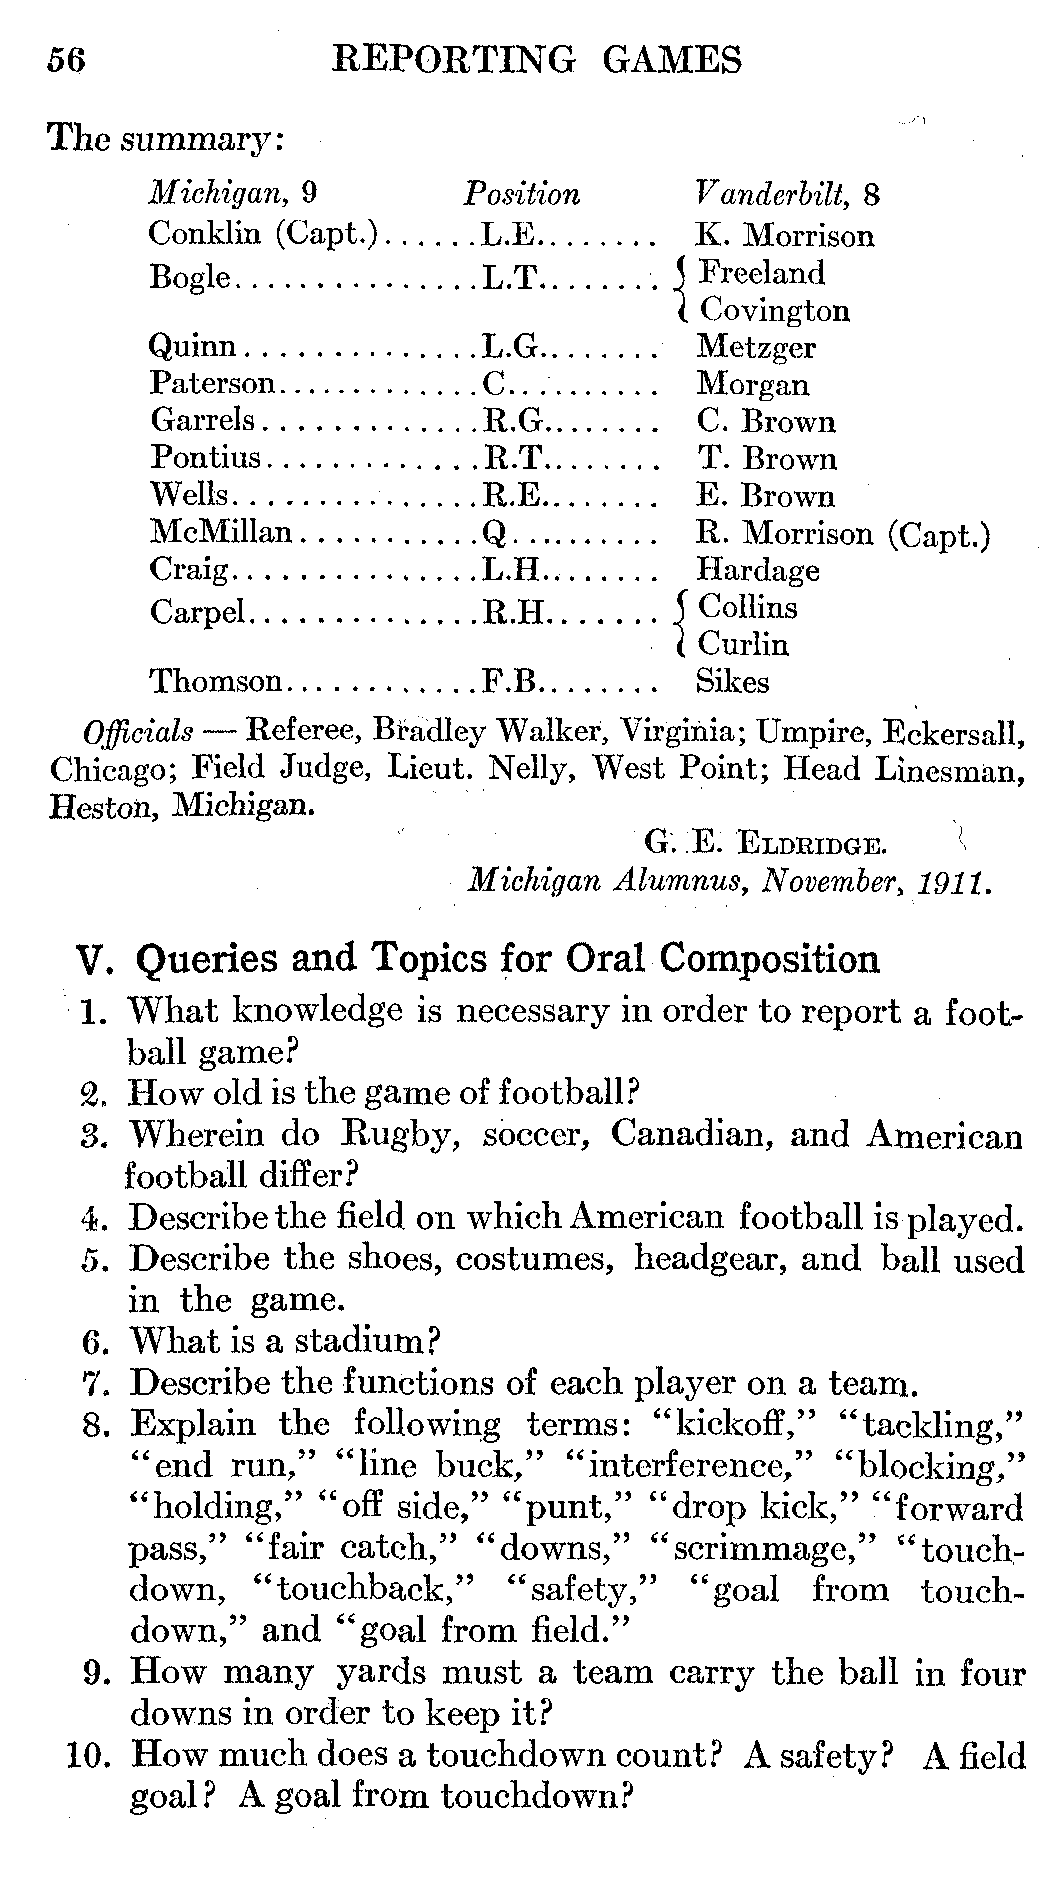 56 REPORTING GAMES
The summary:
Michigan, 9 Position Vanderbilt, 8
Conklin (Capt.)......L.E........ K. Morrison
Bogle...............L.T........ { Freeland
{ Covington
Quinn...............L.G........ Metzger
Paterson.............C.......... Morgan
Garrels..............R.G........ C. Brown
Pontius..............R.T........ T. Brown
Wells................R.E........ E. Brown
McMillan............Q.......... R. Morrison (Capt.)
Craig................L.H........ Hardage
Carpel...............R.H....... { Collins
{ Curlin
Thomson.............F.B........ Sikes
Officials — Referee, Bradley Walker, Virginia; Umpire, Eckersall,
Chicago; Field Judge, Lieut. Nelly, West Point; Head Linesman,
Heston, Michigan.
G. E. ELDRIDGE.
Michigan Alumnus, November, 1911.
V. Queries and Topics for Oral Composition
1. What knowledge is necessary in order to report a foot-
ball game?
2. How old is the game of football?
3. Wherein do Rugby, soccer, Canadian, and American
football differ?
4. Describe the field on which American football is played.
5. Describe the shoes, costumes, headgear, and ball used
in the game.
6. What is a stadium?
7. Describe the functions of each player on a team.
8. Explain the following terms: "kickoff," "tackling,"
"end run," "line buck," "interference," "blocking,"
"holding," "off side," "punt," "drop kick," "forward
pass," "fair catch," "downs," "scrimmage," "touch-
down, "touchback," "safety," "goal from touch-
down," and "goal from field."
9. How many yards must a team carry the ball in four
downs in order to keep it?
10. How much does a touchdown count? A safety? A field
goal? A goal from touchdown?